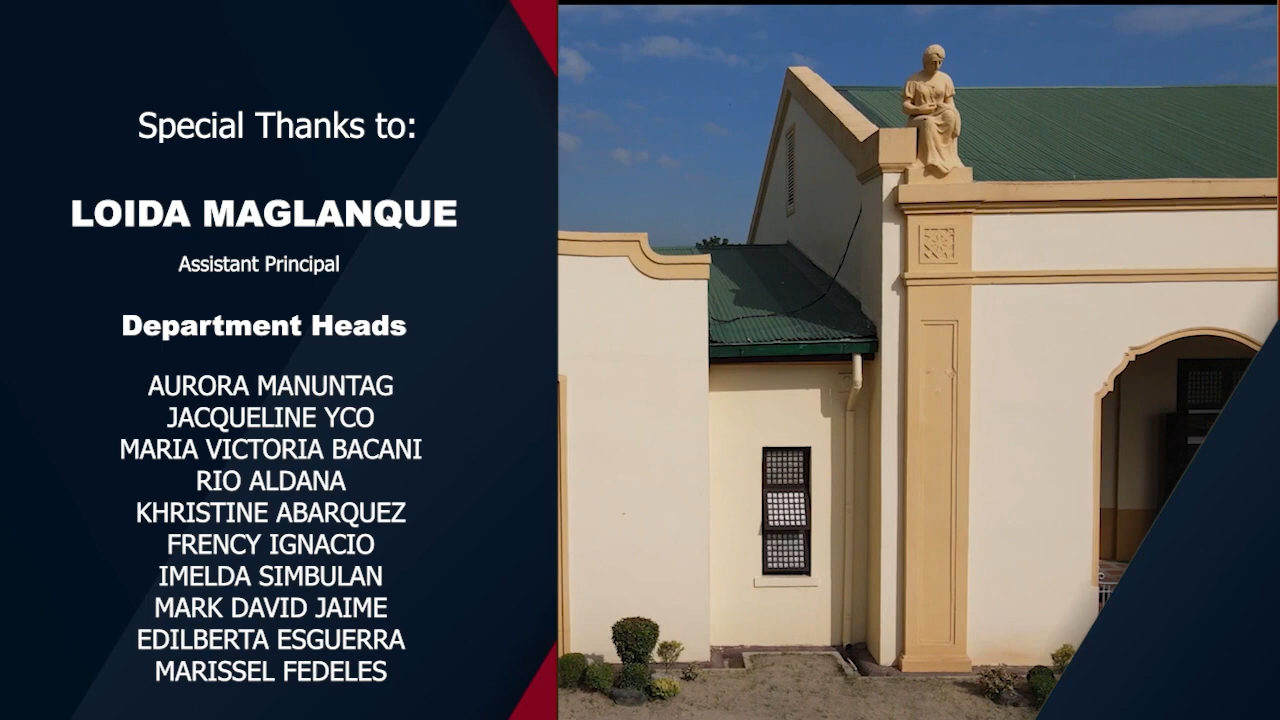 Special Thanks to:
LOIDA MAGLANQUE
Assistant Principal
Department Heads
AURORA MANUNTAG
JACQUELINE YCO
MARIA VICTORIA BACANI
RIO ALDANA
KHRISTINE ABARQUEZ
FRENCY IGNACIO
IMELDA SIMBULAN
MARK DAVID JAIME
EDILBERTA ESGUERRA
MARISSEL FEDELES